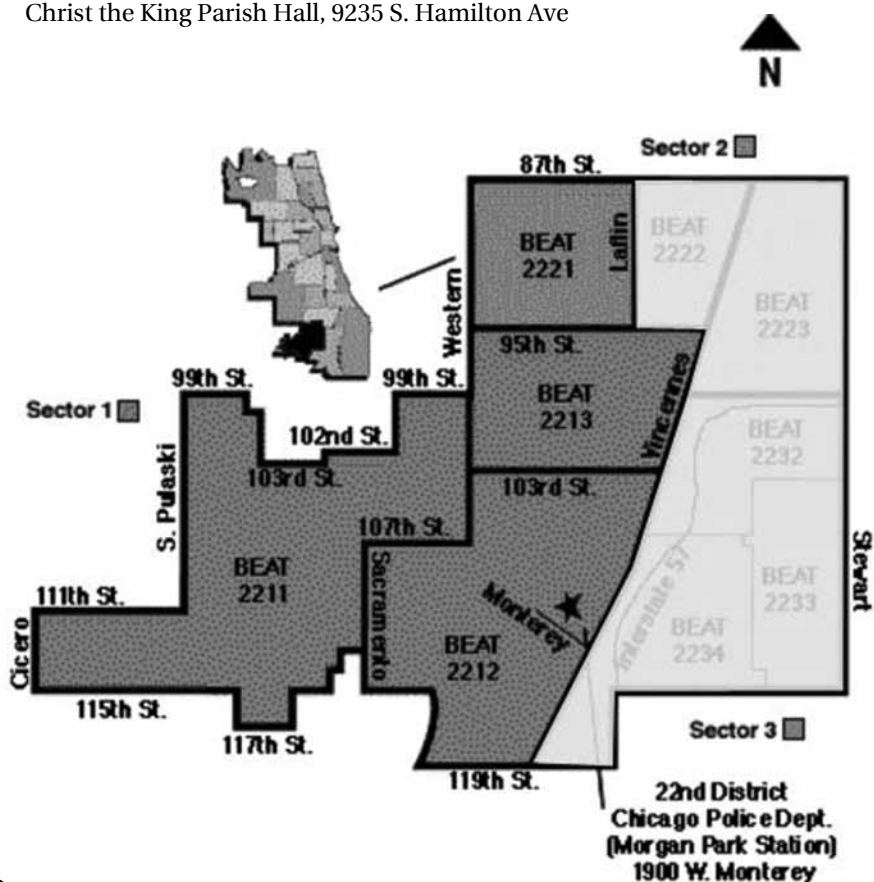 Christ the King Parish Hall, 9235 S. Hamilton Ave
N
Sector 2
87th St.
BEAT
2221
Laflin
BEAT
2222
BEAT
2223
Western
95th St.
99th St.
99th St.
Sector 1
BEAT
2213
Vincennes
102nd St.
103rd St.
BEAT
2232
103rd St.
S. Pulaski
107th St.
BEAT
2211
Sacramento
Monterey
Interstate 57
BEAT
2233
Stewart
111th St.
Cicero
BEAT
2212
BEAT
2234
115th St.
117th St.
Sector 3
119th St.
22nd District
Chicago Police Dept.
(Morgan Park Station)
1900 W. Monterey